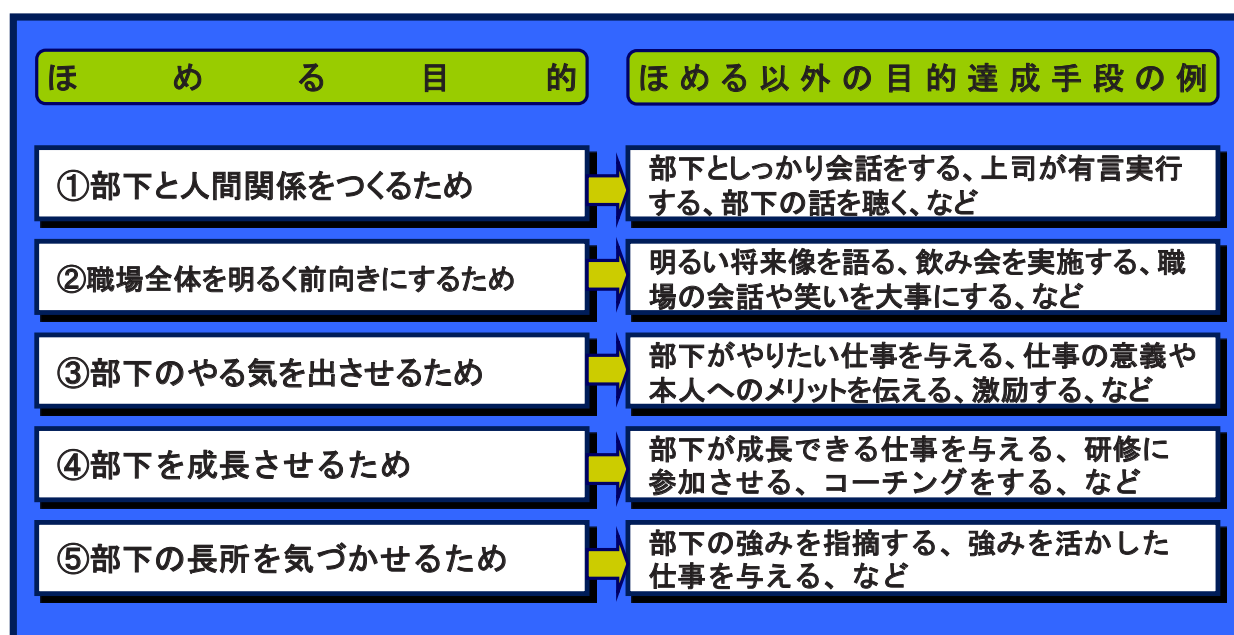 ほめる目的
ほめる以外の目的達成手段の例
①部下と人間関係をつくるため
部下としっかり会話をする、上司が有言実行
する、部下の話を聴く、など
②職場全体を明るく前向きにするため
明るい将来像を語る、飲み会を実施する、職
場の会話や笑いを大事にする、など
③部下のやる気を出させるため
部下がやりたい仕事を与える、仕事の意義や
本人へのメリットを伝える、激励する、など
④部下を成長させるため
部下が成長できる仕事を与える、研修に
参加させる、コーチングをする、など
⑤部下の長所を気づかせるため
部下の強みを指摘する、強みを活かした
仕事を与える、など